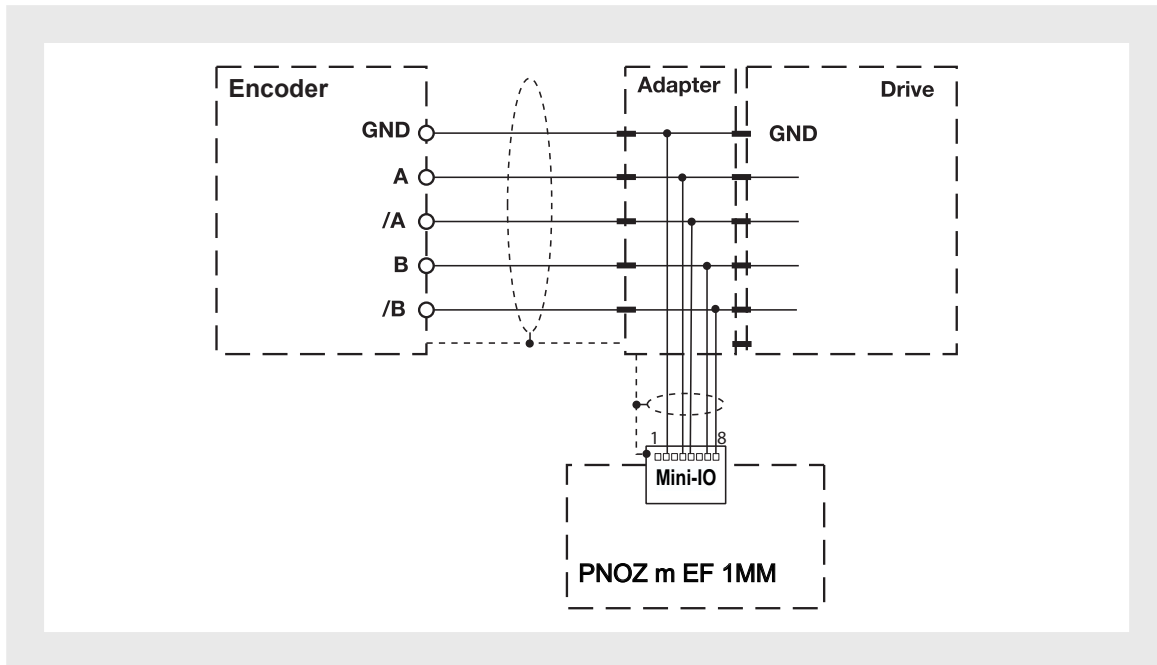 Encoder
Adapter
Drive
GND
GND
A
/A
B
/B
1
8
Mini-IO
PNOZ m EF 1MM